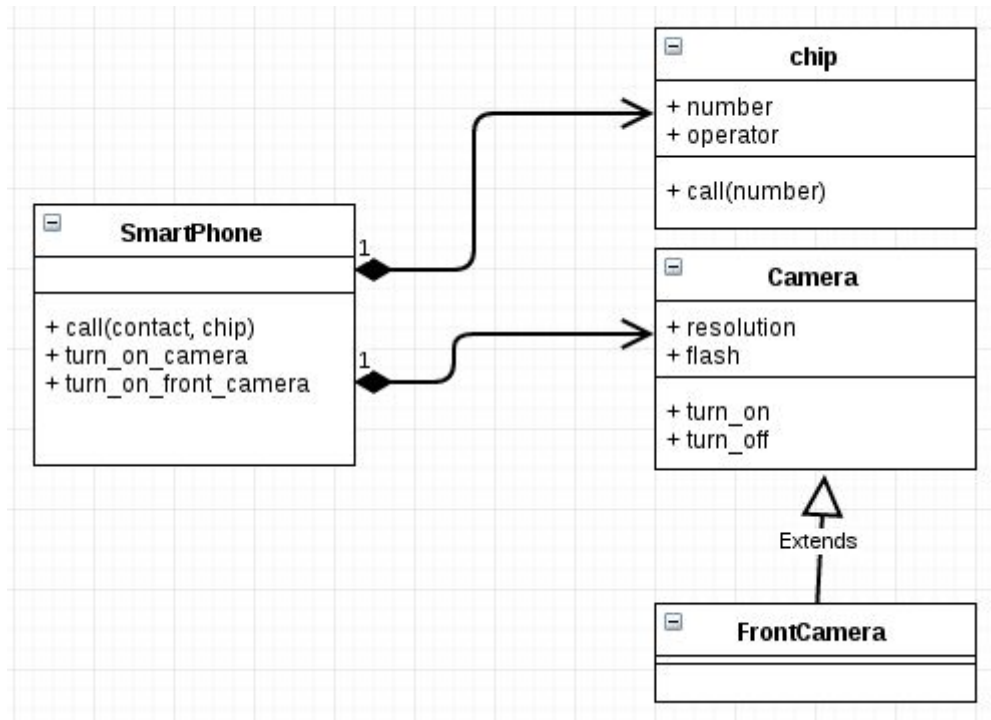 chip
+ number
+ operator
+ call(number)
SmartPhone
+ call(contact, chip)
+ turn_on_camera
+ turn_on_front_camera
1
1
Camera
+ resolution
+ flash
+ turn_on
+ turn_off
Extends
FrontCamera